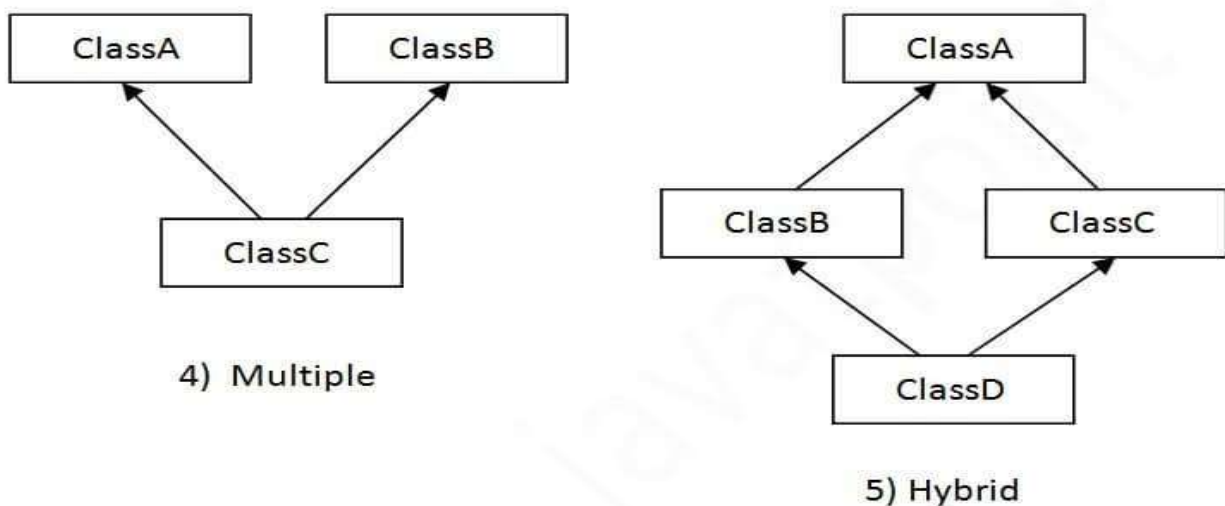 ClassA
ClassB
ClassC
4) Multiple
ClassA
ClassB
ClassC
ClassD
5) Hybrid